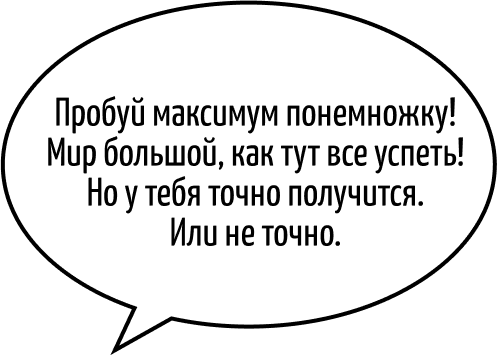 Пробуй максимум понемножку!
Мир большой, как тут все успеть!
Но у тебя точно получится.
Или не точно.